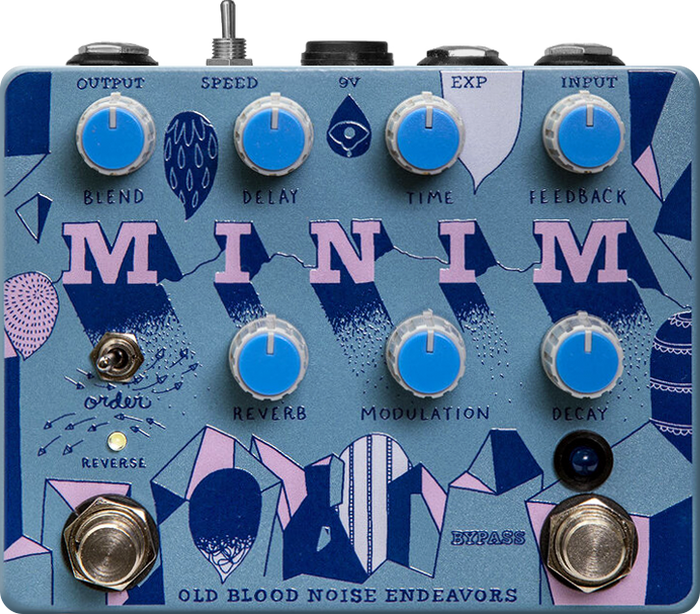 OUTPUT SPEED 9V EXP INPUT
BLEND DELAY TIME FEEDBACK
MINIM
order REVERB MODULATION DECAY
REVERSE
BYPASS
OLD BLOOD NOISE ENDEAVORS